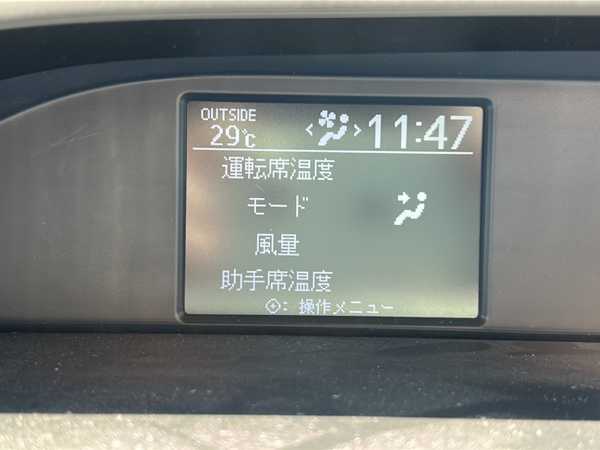 OUTSIDE
29℃ < > 11:47
運転席温度
モード
風量
助手席温度
: 操作メニュー